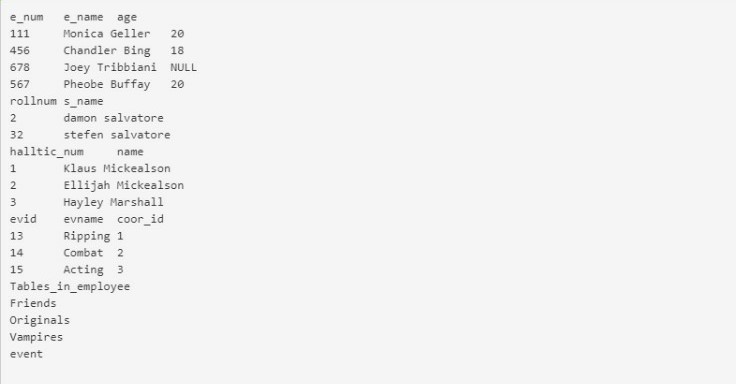 e_num e_name age
111 Monica Geller 20
456 Chandler Bing 18
678 Joey Tribbiani NULL
567 Pheobe Buffay 20
rollnum s_name
2 damon salvatore
32 stefen salvatore
halltic_num name
1 Klaus Mickealson
2 Ellijah Mickealson
3 Hayley Marshall
evid evname coor_id
13 Ripping 1
14 Combat 2
15 Acting 3
Tables_in_employee
Friends
Originals
Vampires
event